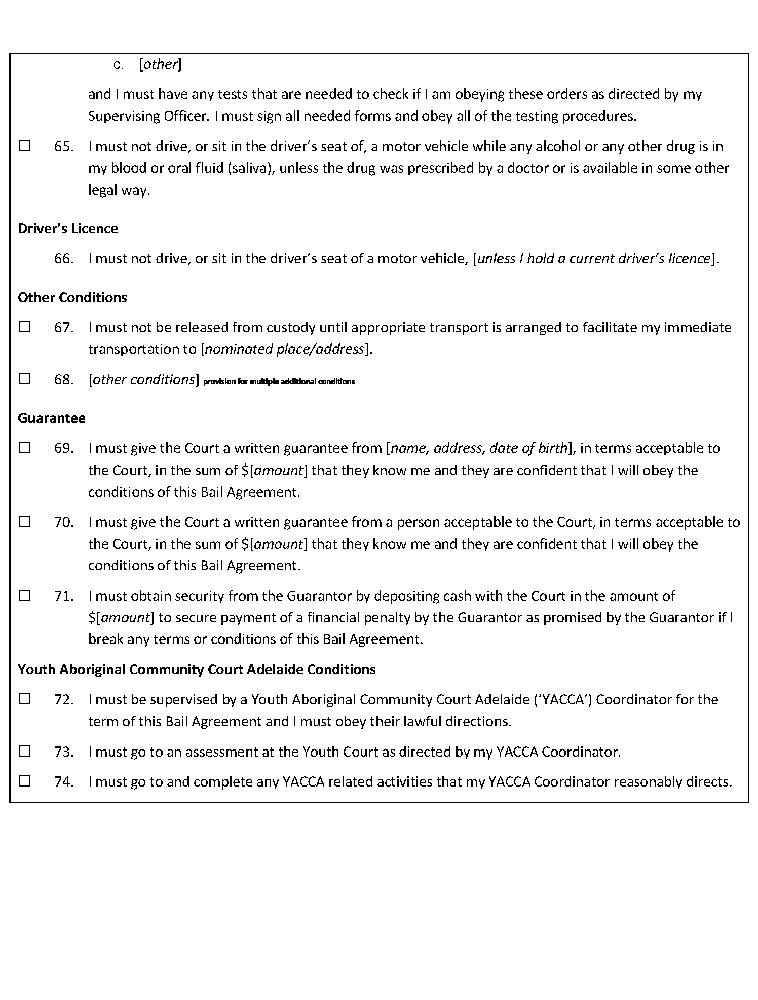 c. [other]
and I must have any tests that are needed to check if I am obeying these orders as directed by my
Supervising Officer. I must sign all needed forms and obey all of the testing procedures.
☐ 65. I must not drive, or sit in the driver’s seat of, a motor vehicle while any alcohol or any other drug is in
my blood or oral fluid (saliva), unless the drug was prescribed by a doctor or is available in some other
legal way.
Driver’s Licence
66. I must not drive, or sit in the driver’s seat of a motor vehicle, [unless I hold a current driver’s licence].
Other Conditions
☐ 67. I must not be released from custody until appropriate transport is arranged to facilitate my immediate
transportation to [nominated place/address].
☐ 68. [other conditions] provision for multiple additional conditions
Guarantee
☐ 69. I must give the Court a written guarantee from [name, address, date of birth], in terms acceptable to
the Court, in the sum of $[amount] that they know me and they are confident that I will obey the
conditions of this Bail Agreement.
☐ 70. I must give the Court a written guarantee from a person acceptable to the Court, in terms acceptable to
the Court, in the sum of $[amount] that they know me and they are confident that I will obey the
conditions of this Bail Agreement.
☐ 71. I must obtain security from the Guarantor by depositing cash with the Court in the amount of
$[amount] to secure payment of a financial penalty by the Guarantor as promised by the Guarantor if I
break any terms or conditions of this Bail Agreement.
Youth Aboriginal Community Court Adelaide Conditions
☐ 72. I must be supervised by a Youth Aboriginal Community Court Adelaide (‘YACCA’) Coordinator for the
term of this Bail Agreement and I must obey their lawful directions.
☐ 73. I must go to an assessment at the Youth Court as directed by my YACCA Coordinator.
☐ 74. I must go to and complete any YACCA related activities that my YACCA Coordinator reasonably directs.